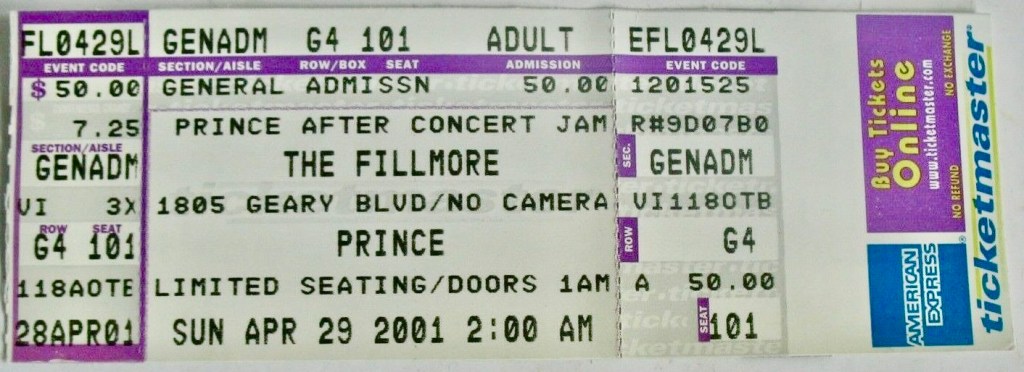 FL0429L GENADM G4 101 ADULT EFL0429L
EVENT CODE SECTION/AISLE ROW/BOX SEAT ADMISSION EVENT CODE
$ 50.00 GENERAL ADMISSN 50.00 1201525
7.25 PRINCE AFTER CONCERT JAM R#9D07B0
SECTION/AISLE
GENADM THE FILLMORE SEC. GENADM
VI 3X 1805 GEARY BLVD/NO CAMERA VI118OTB
ROW SEAT
G4 101 PRINCE ROW G4
118AOTE LIMITED SEATING/DOORS 1AM A 50.00
28APR01 SUN APR 29 2001 2:00 AM SEAT 101
Buy Tickets
Online
www.ticketmaster.com
NO REFUND NO EXCHANGE
AMERICAN
EXPRESS
ticketmaster